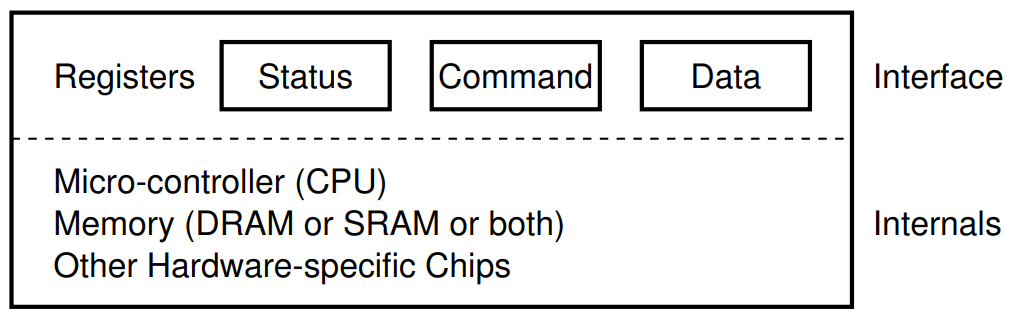 Registers Status Command Data Interface
Micro-controller (CPU)
Memory (DRAM or SRAM or both) Internals
Other Hardware-specific Chips